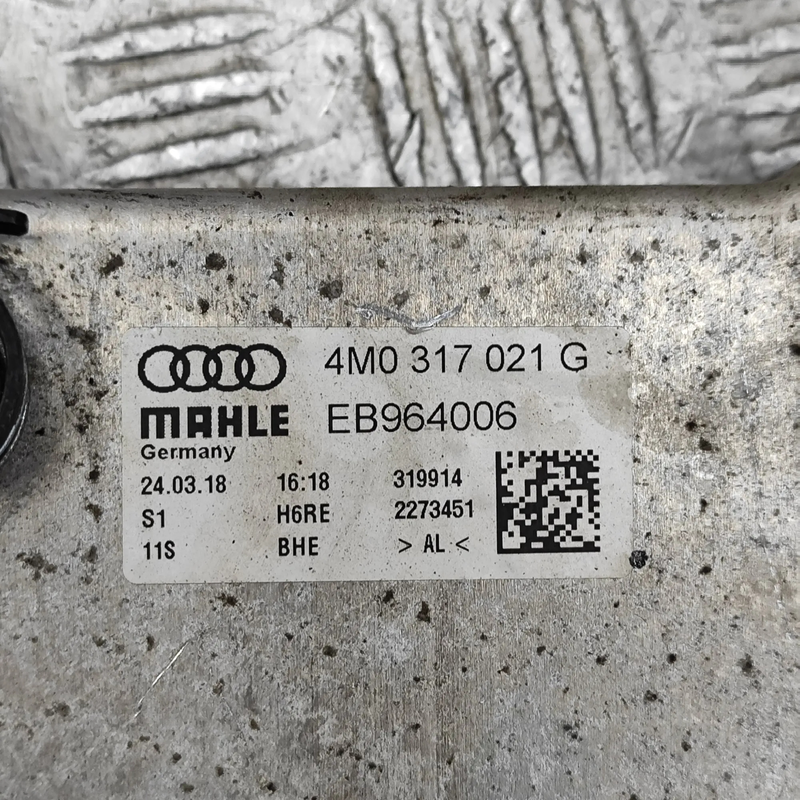 4M0 317 021 G
MAHLE EB964006
Germany
24.03.18 16:18 319914
S1 H6RE 2273451
11S BHE > AL <